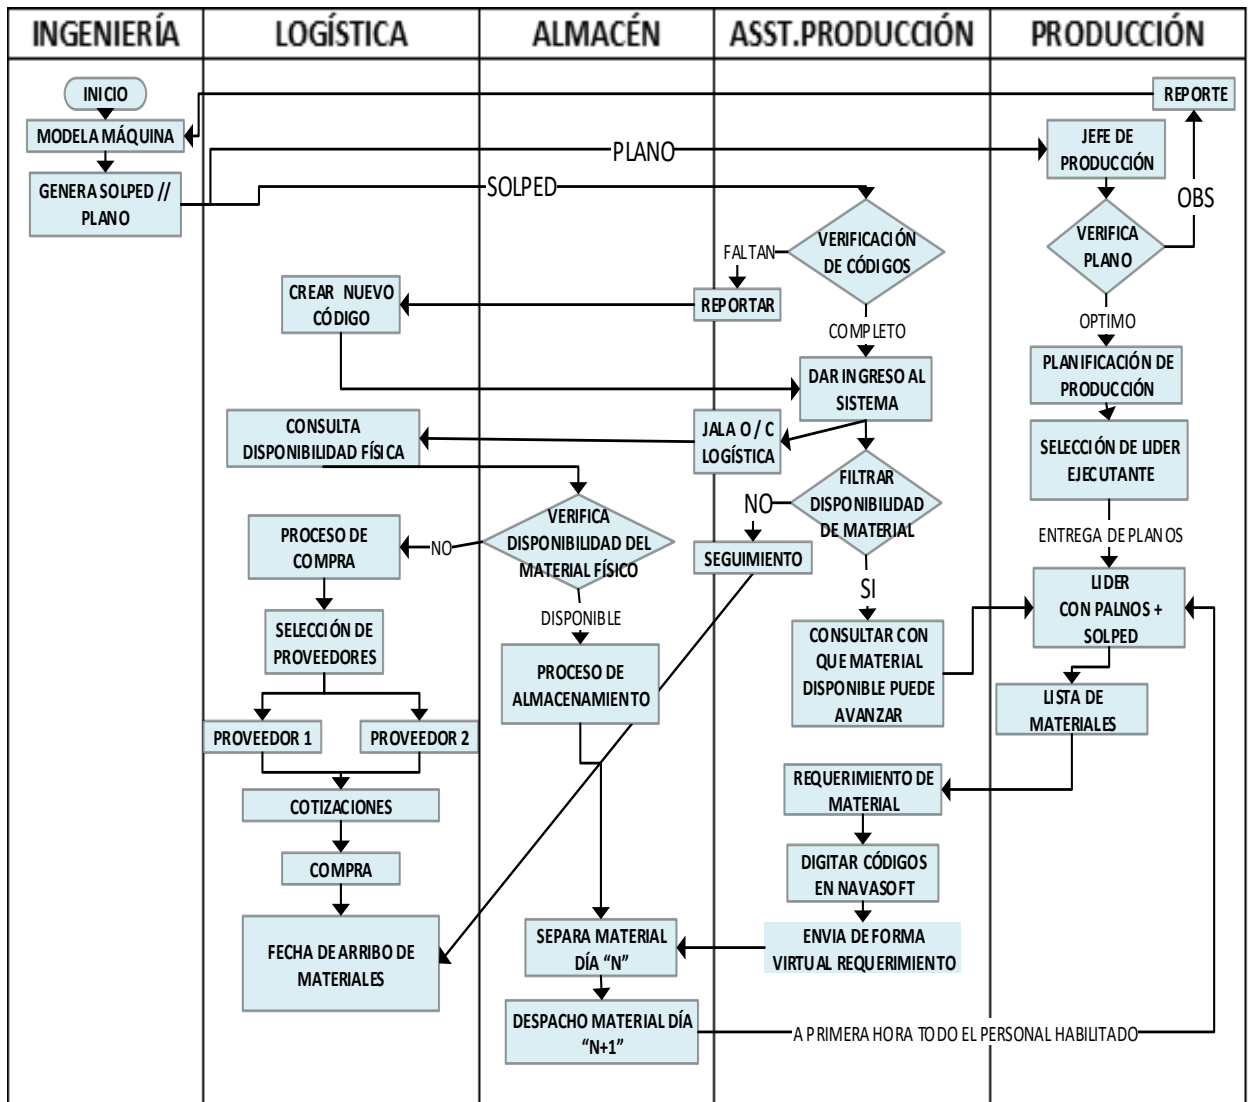 INGENIERÍA
LOGÍSTICA
ALMACÉN
ASST.PRODUCCIÓN
PRODUCCIÓN
INICIO
REPORTE
MODELA MÁQUINA
JEFE DE
PRODUCCIÓN
PLANO
GENERA SOLPED //
PLANO
SOLPED
OBS
VERIFICACIÓN
DE CÓDIGOS
VERIFICA
PLANO
FALTAN
CREAR NUEVO
CÓDIGO
REPORTAR
COMPLETO
OPTIMO
DAR INGRESO AL
SISTEMA
PLANIFICACIÓN DE
PRODUCCIÓN
CONSULTA
DISPONIBILIDAD FÍSICA
JALA O / C
LOGÍSTICA
SELECCIÓN DE LIDER
EJECUTANTE
FILTRAR
DISPONIBILIDAD
DE MATERIAL
NO
VERIFICA
DISPONIBILIDAD DEL
MATERIAL FÍSICO
PROCESO DE
COMPRA
NO
SEGUIMIENTO
ENTREGA DE PLANOS
SI
LIDER
CON PALNOS +
SOLPED
DISPONIBLE
SELECCIÓN DE
PROVEEDORES
CONSULTAR CON
QUE MATERIAL
DISPONIBLE PUEDE
AVANZAR
PROCESO DE
ALMACENAMIENTO
LISTA DE
MATERIALES
PROVEEDOR 1
PROVEEDOR 2
REQUERIMIENTO DE
MATERIAL
COTIZACIONES
COMPRA
DIGITAR CÓDIGOS
EN NAVASOFT
FECHA DE ARRIBO DE
MATERIALES
SEPARA MATERIAL
DÍA “N”
ENVIA DE FORMA
VIRTUAL REQUERIMIENTO
DESPACHO MATERIAL DÍA
“N+1”
A PRIMERA HORA TODO EL PERSONAL HABILITADO